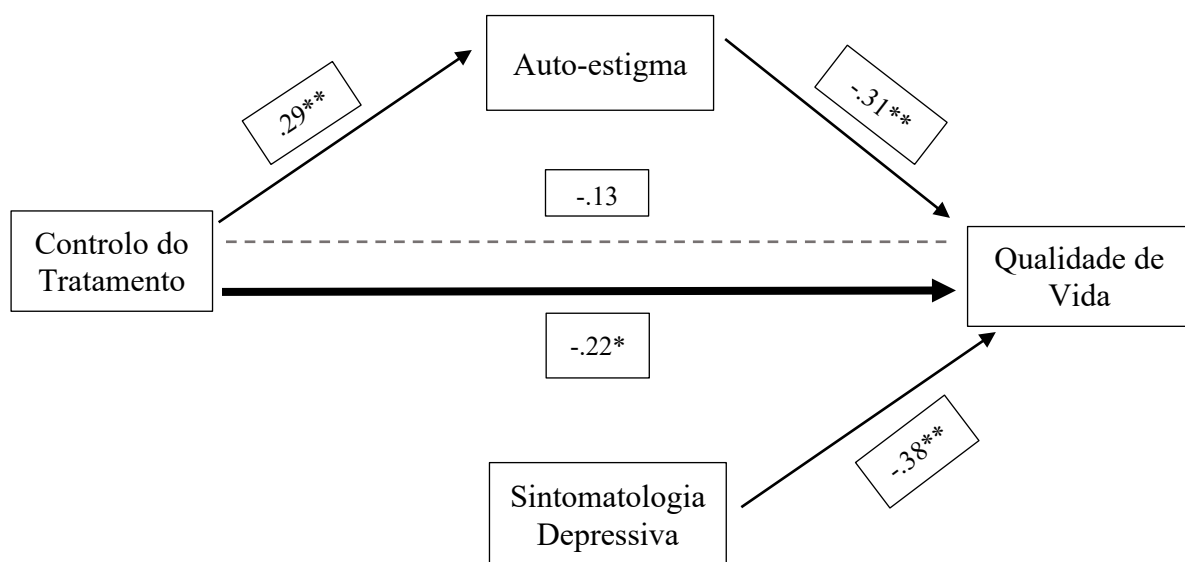 Auto-estigma
.29**
-.31**
-.13
Controlo do
Tratamento
Qualidade de
Vida
-.22*
-.38**
Sintomatologia
Depressiva